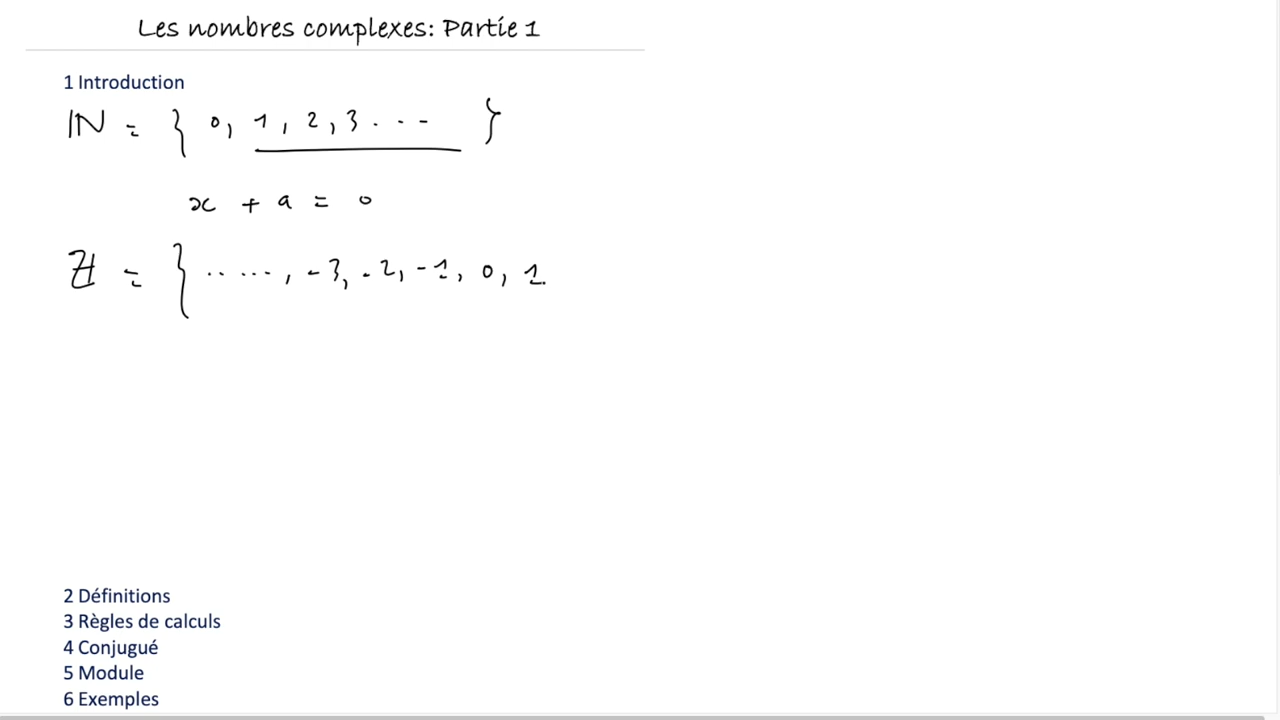 Les nombres complexes: Partie 1
1 Introduction
ℕ = { 0, 1, 2, 3 ... }
x + a = 0
ℤ = { ....., -3, -2, -1, 0, 1.
2 Définitions
3 Règles de calculs
4 Conjugué
5 Module
6 Exemples